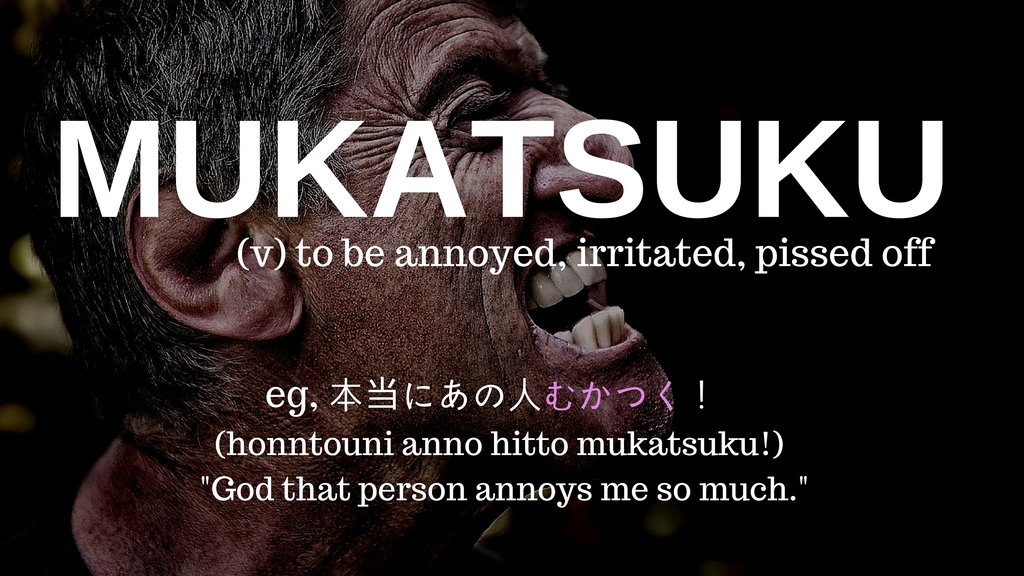 MUKATSUKU
(v) to be annoyed, irritated, pissed off
eg, 本当にあの人むかつく！
(honntouni anno hitto mukatsuku!)
"God that person annoys me so much."